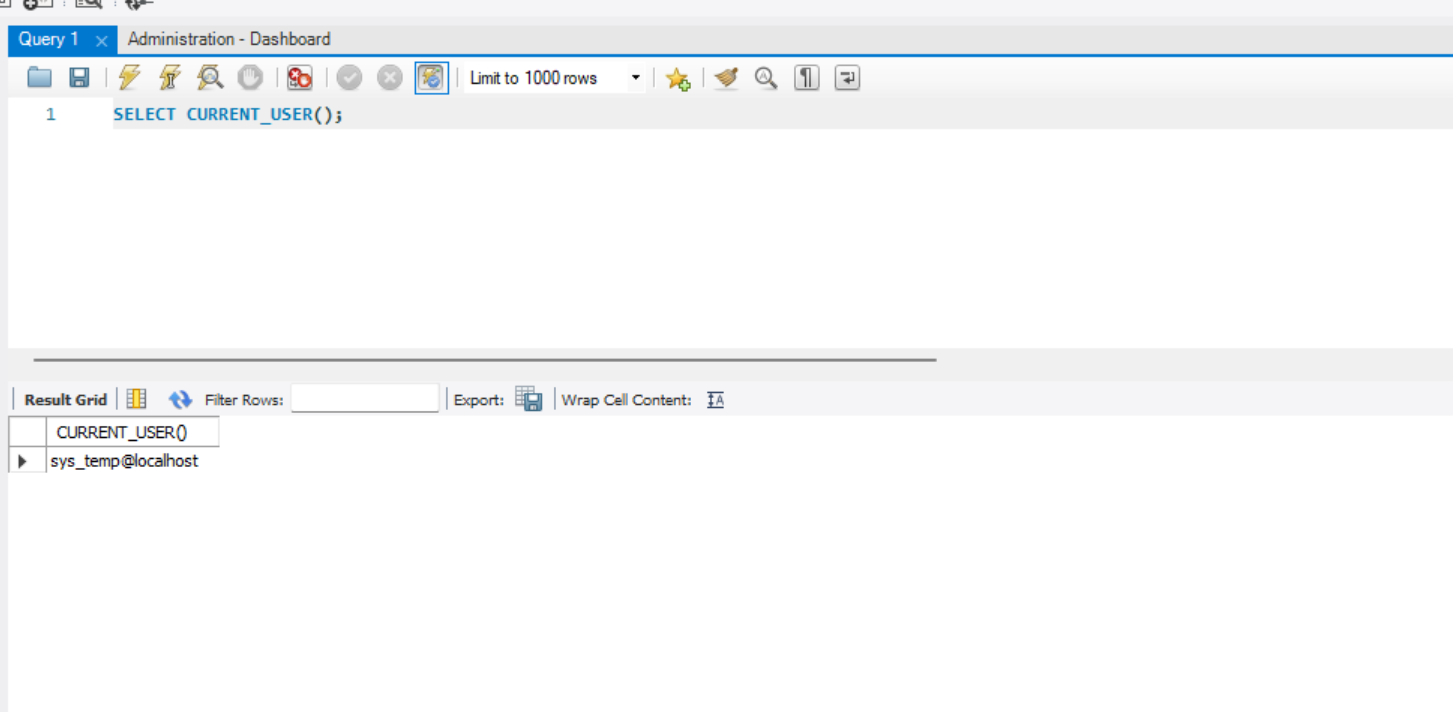 Query 1 Administration - Dashboard
Limit to 1000 rows
1 SELECT CURRENT_USER();
Result Grid Filter Rows: Export: Wrap Cell Content:
CURRENT_USER()
sys_temp@localhost